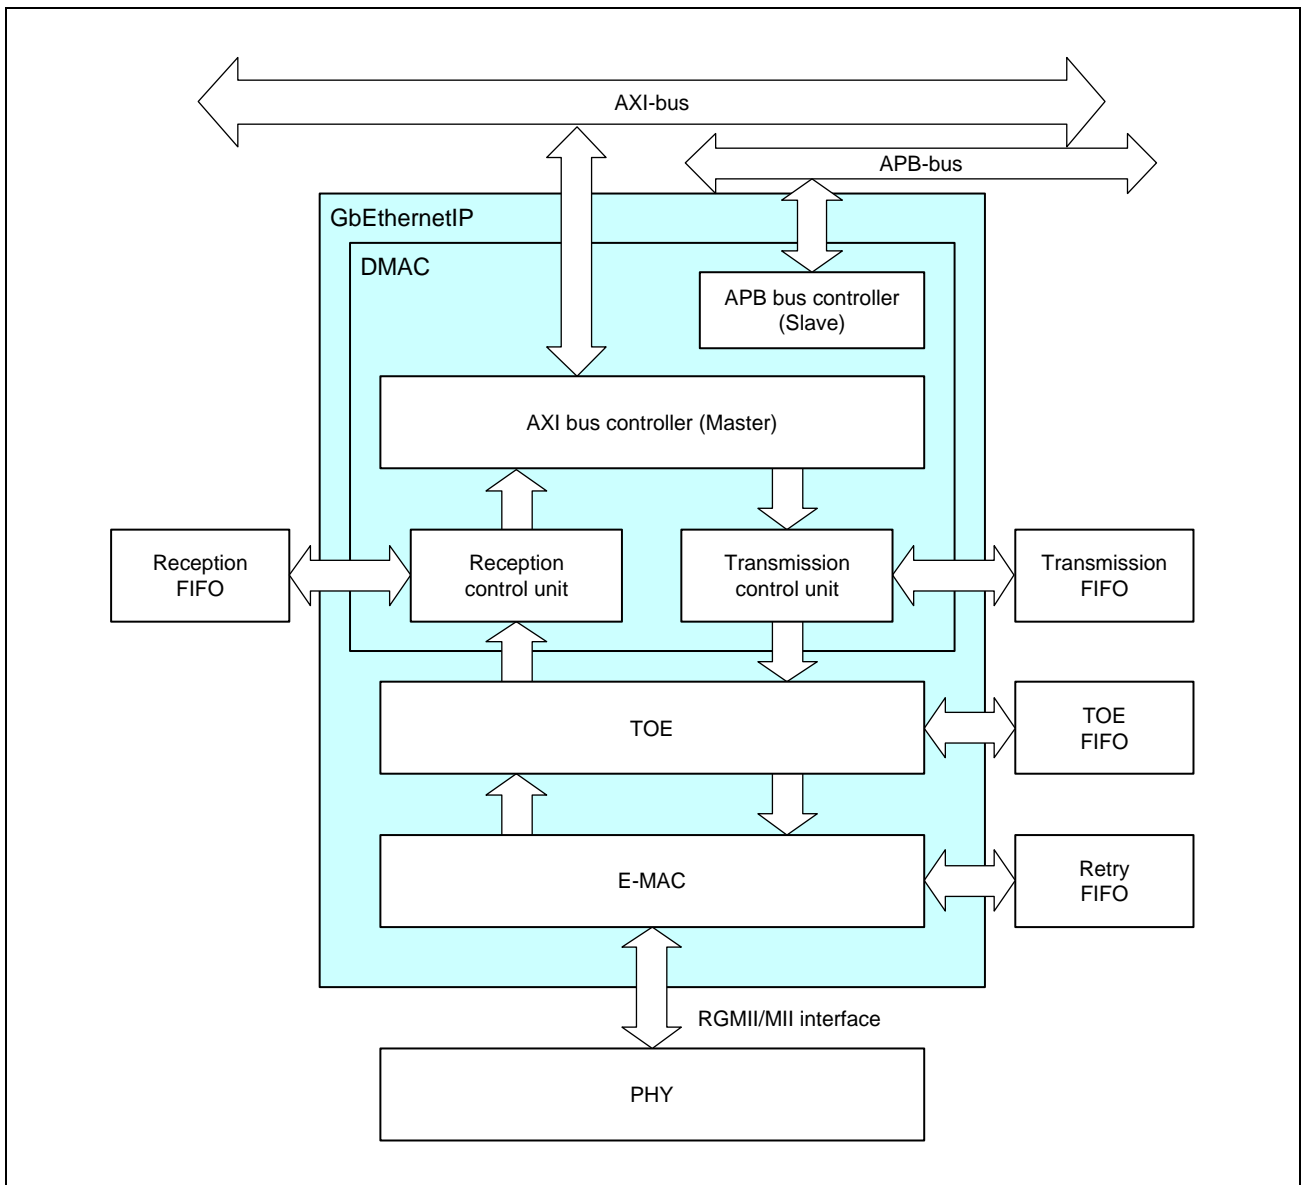 AXI-bus
APB-bus
GbEthernetIP
DMAC
APB bus controller
(Slave)
AXI bus controller (Master)
Reception
FIFO
Reception
control unit
Transmission
control unit
Transmission
FIFO
TOE
TOE
FIFO
E-MAC
Retry
FIFO
RGMII/MII interface
PHY